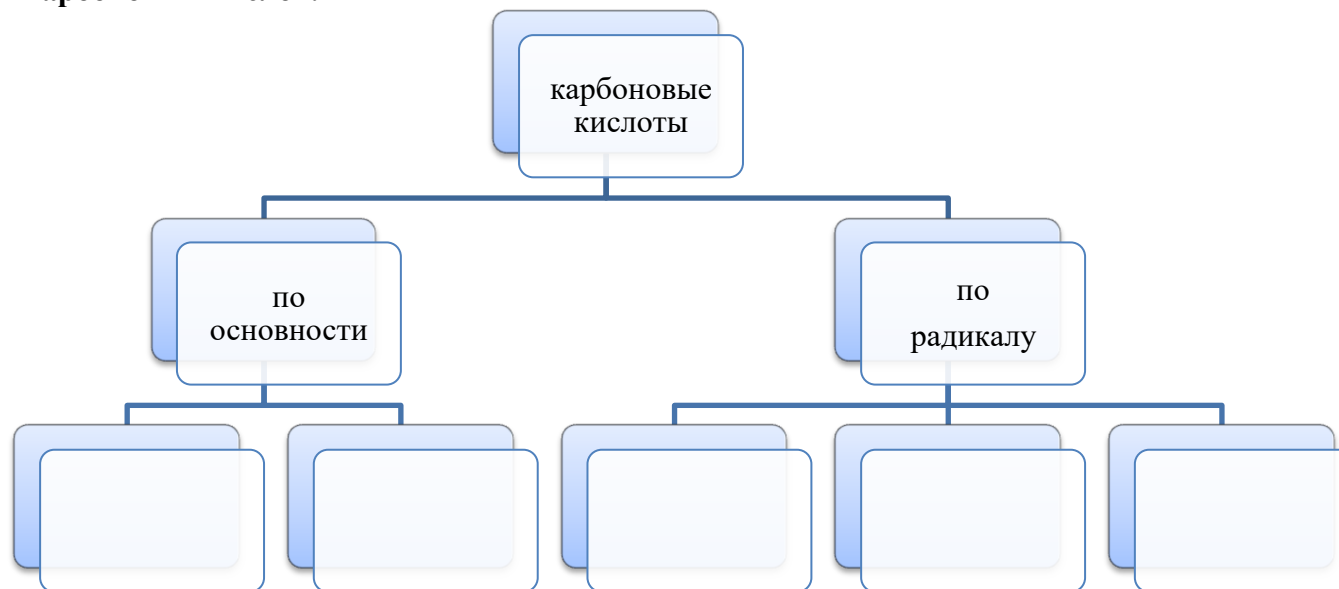 карбоновые
кислоты
по
основности
по
радикалу